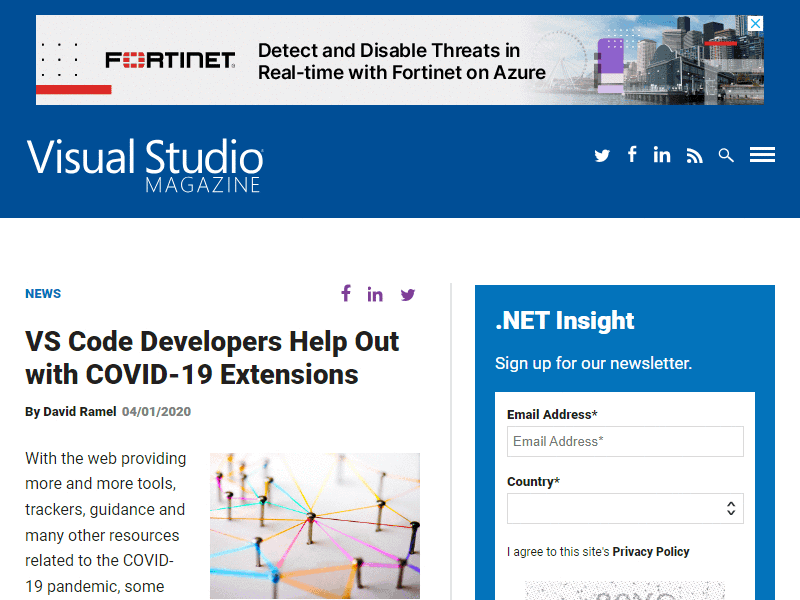 FORTINET
Detect and Disable Threats in
Real-time with Fortinet on Azure
Visual Studio
MAGAZINE
NEWS
VS Code Developers Help Out
with COVID-19 Extensions
By David Ramel 04/01/2020
With the web providing
more and more tools,
trackers, guidance and
many other resources
related to the COVID-
19 pandemic, some
.NET Insight
Sign up for our newsletter.
Email Address*
Email Address*
Country*
I agree to this site's Privacy Policy